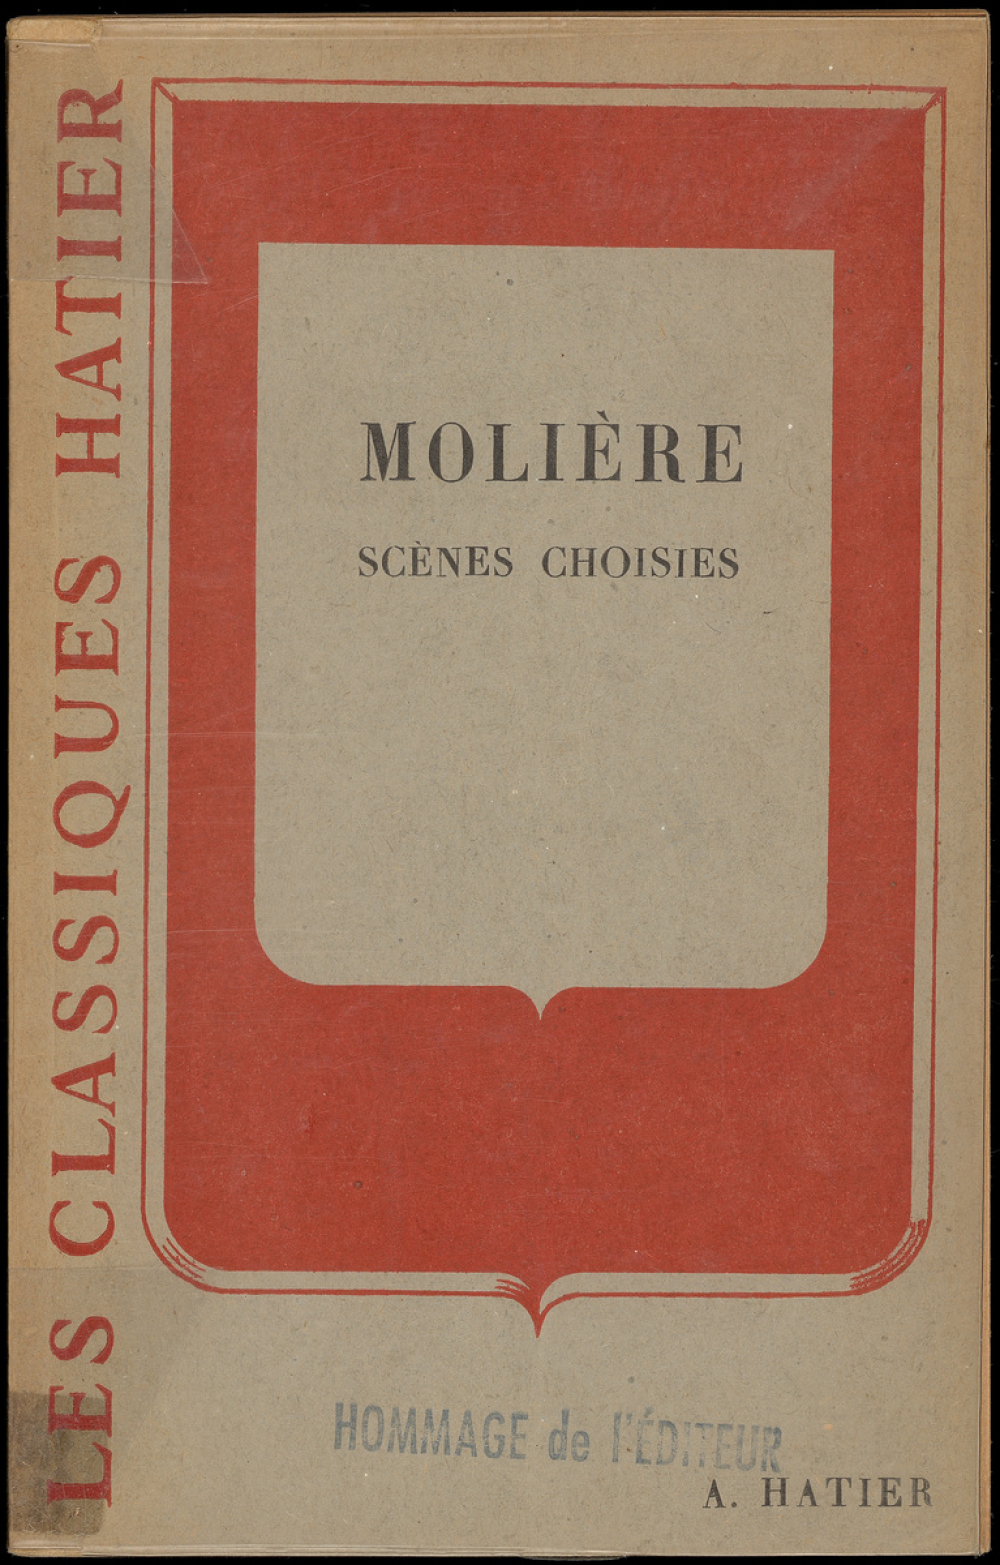 LES CLASSIQUES HATIER
MOLIÈRE
SCÈNES CHOISIES
HOMMAGE de l'ÉDITEUR
A. HATIER